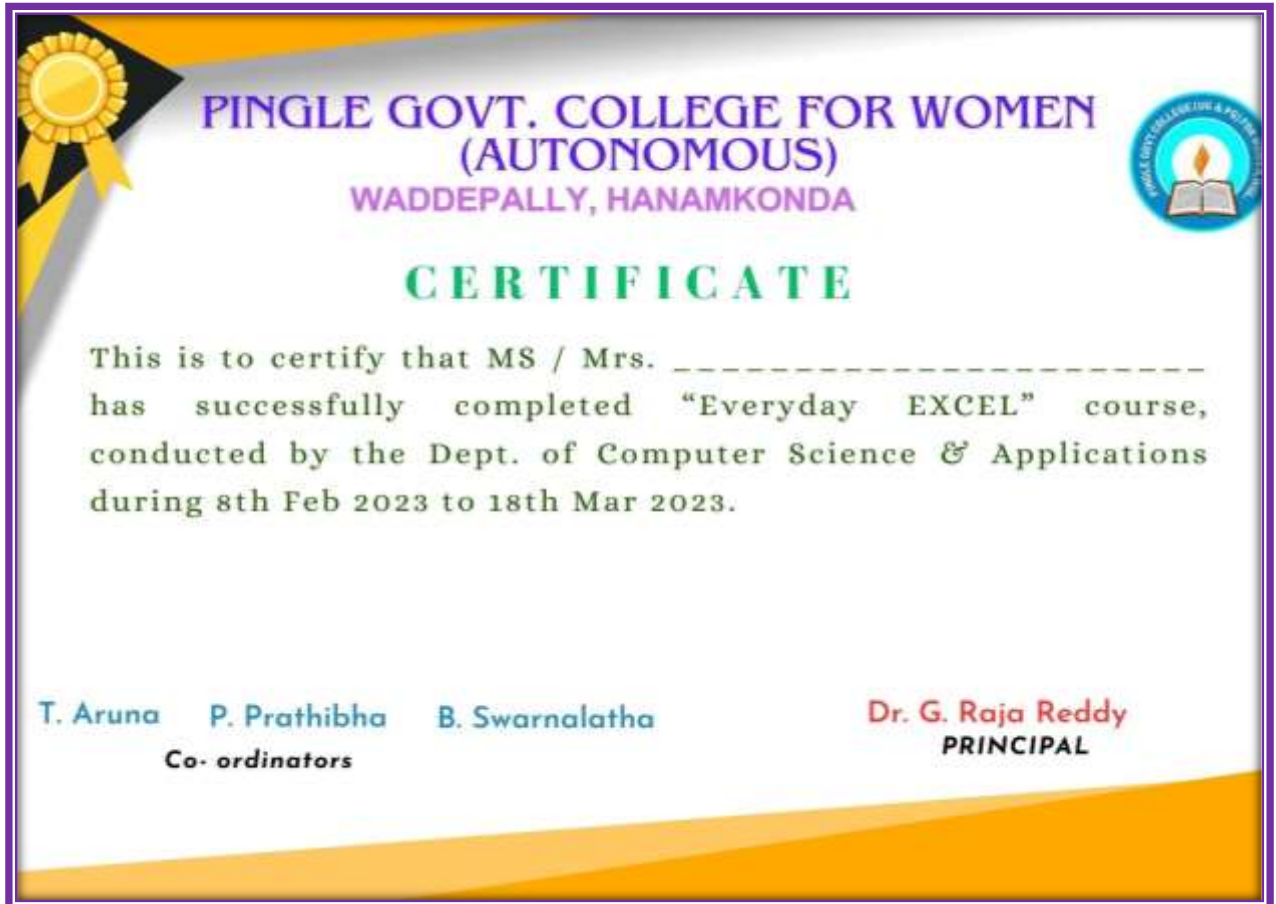 PINGLE GOVT. COLLEGE FOR WOMEN
(AUTONOMOUS)
WADDEPALLY, HANAMKONDA
CERTIFICATE
This is to certify that MS / Mrs. _______________________
has successfully completed “Everyday EXCEL” course,
conducted by the Dept. of Computer Science & Applications
during 8th Feb 2023 to 18th Mar 2023.
T. Aruna P. Prathibha B. Swarnalatha Dr. G. Raja Reddy
Co- ordinators PRINCIPAL